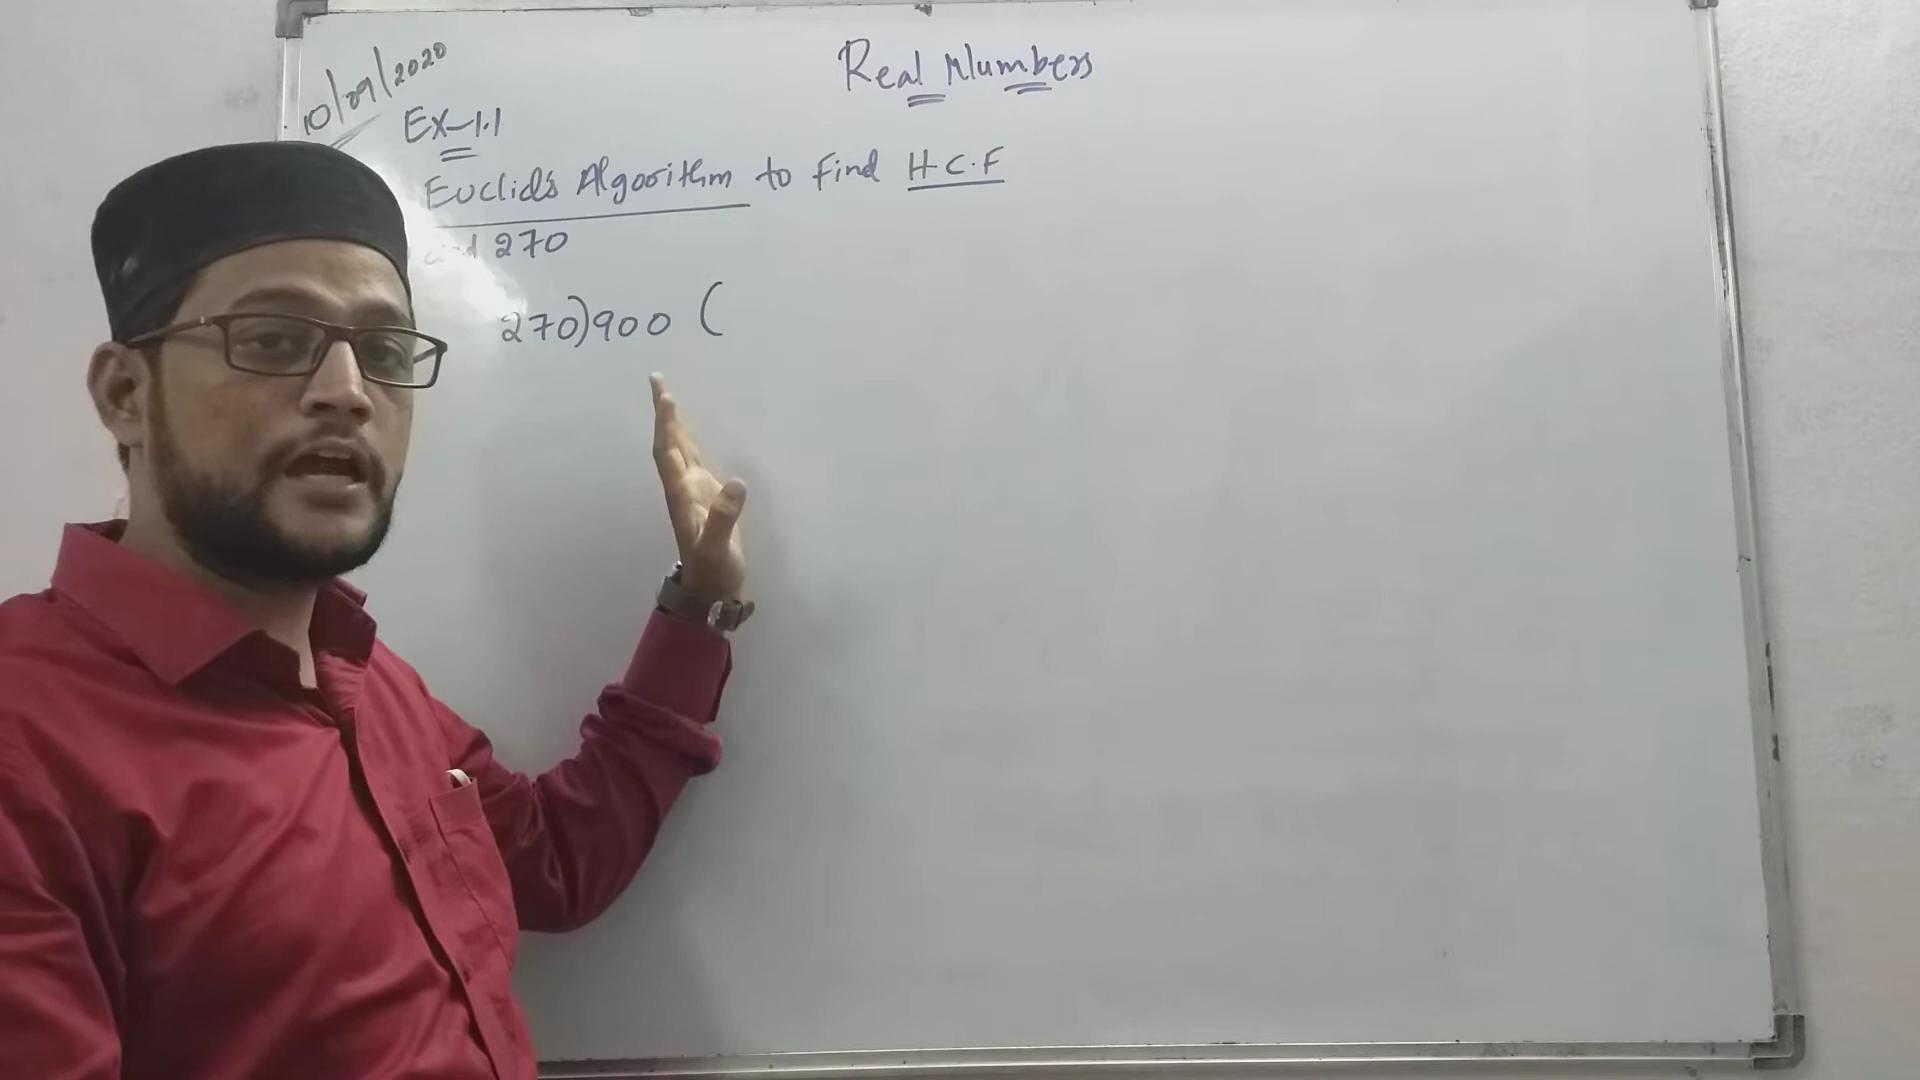 Real Numbers
10/09/2020
Ex-1.1
Euclid's Algorithm to find H.C.F
and 270
270)900 (